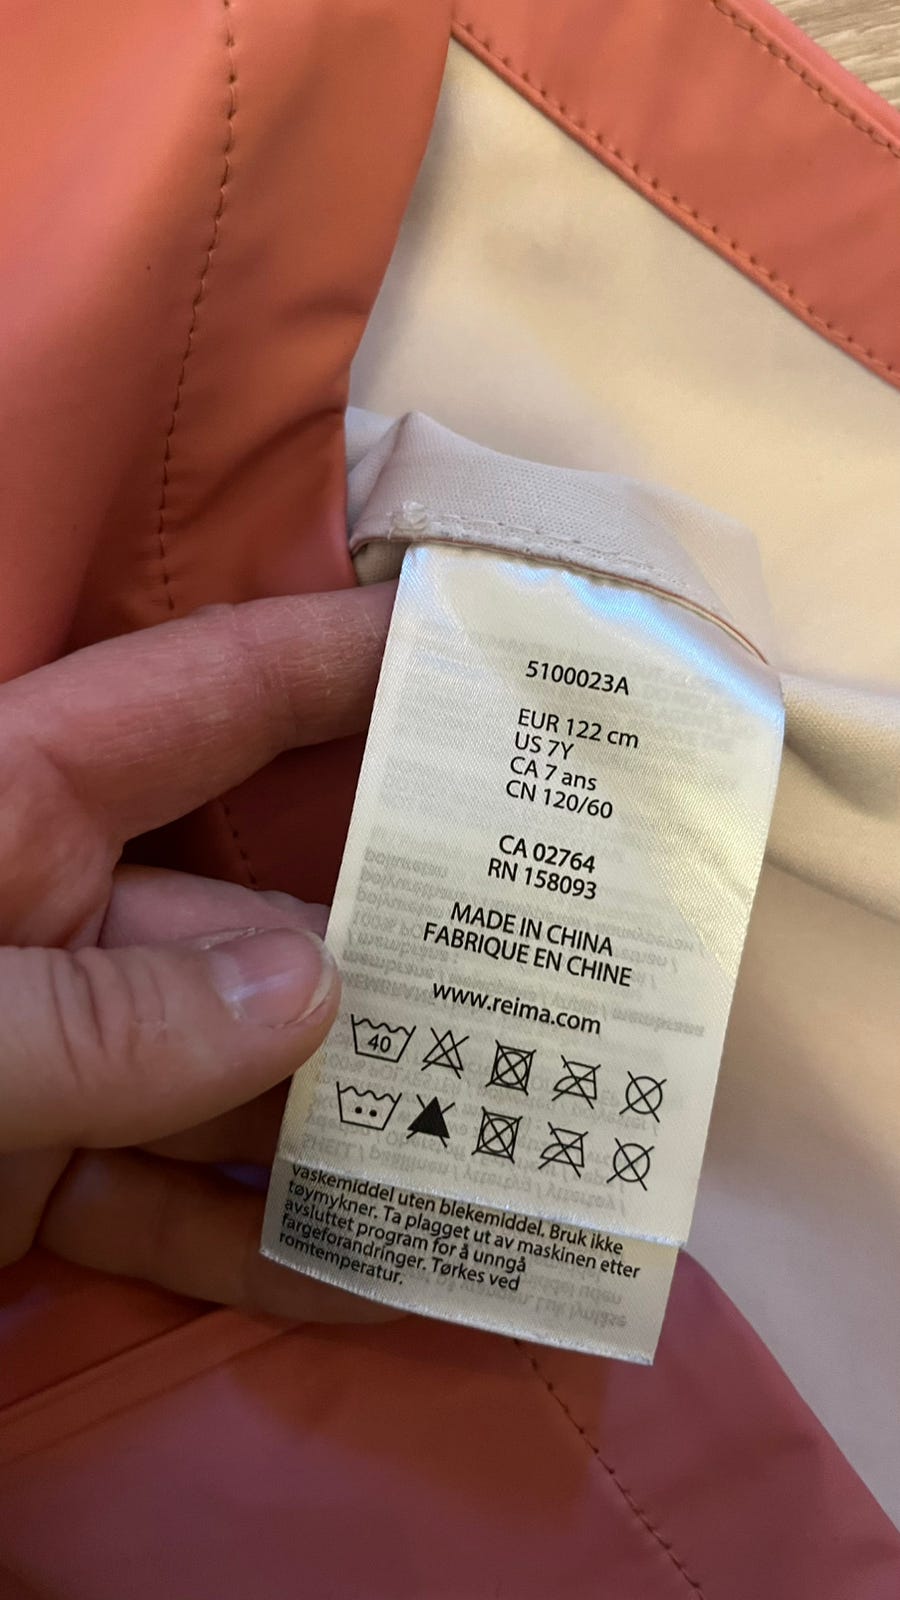 5100023A
EUR 122 cm
US 7Y
CA 7 ans
CN 120/60
CA 02764
RN 158093
MADE IN CHINA
FABRIQUE EN CHINE
www.reima.com
40
vaskemiddel uten blekemiddel. Bruk ikke
tøymykner. Ta plagget ut av maskinen etter
avsluttet program for å unngå
fargeforandringer. Tørkes ved
romtemperatur.